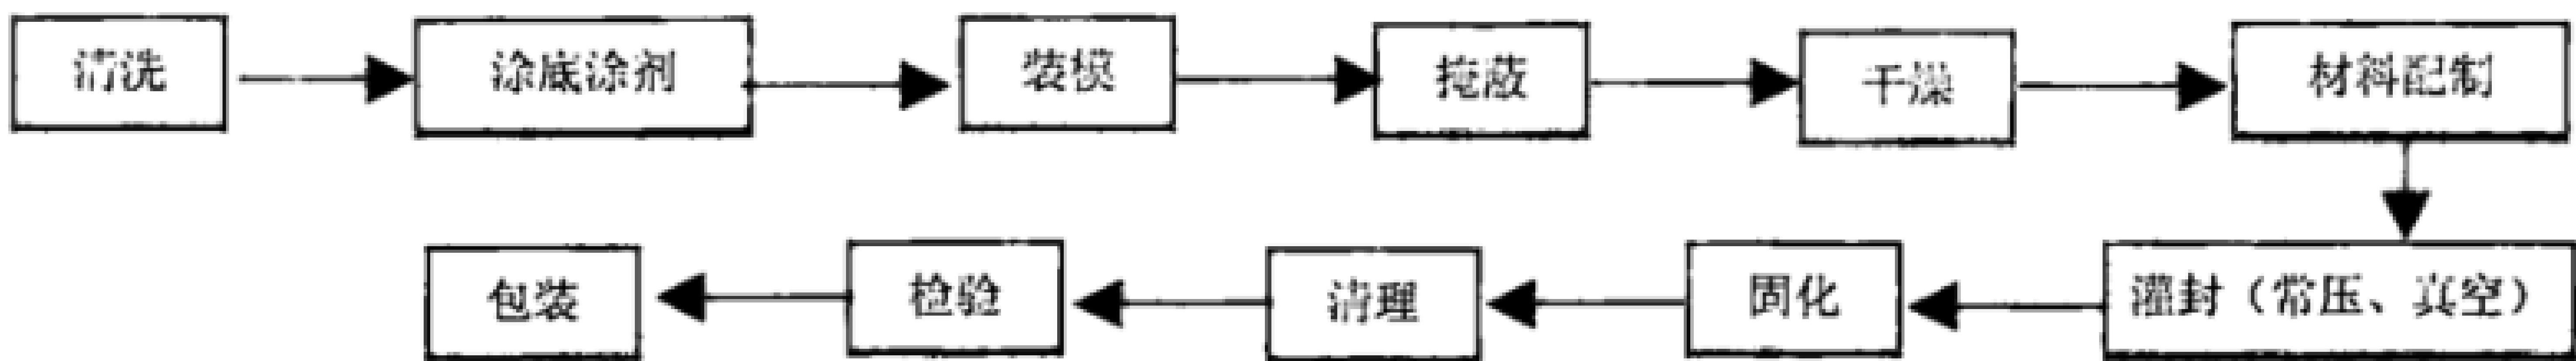 清洗
涂底涂剂
装模
掩蔽
干燥
材料配制
灌封（常压、真空）
固化
清理
检验
包装